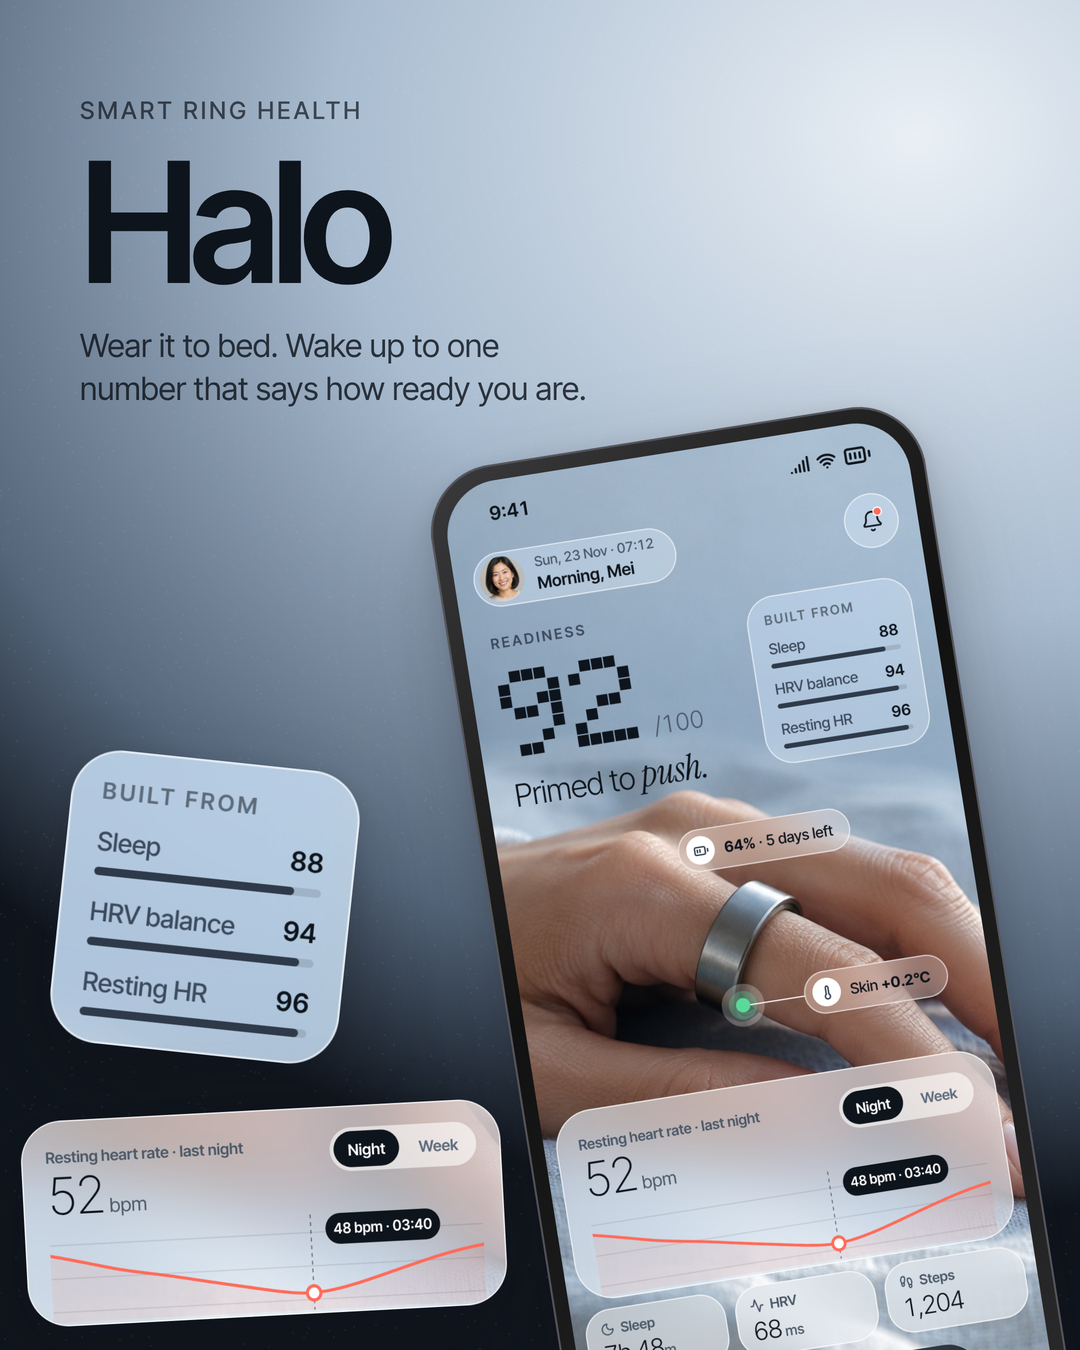 SMART RING HEALTH
Halo
Wear it to bed. Wake up to one
number that says how ready you are.
9:41
Sun, 23 Nov · 07:12
Morning, Mei
READINESS
92 /100
Primed to push.
BUILT FROM
Sleep 88
HRV balance 94
Resting HR 96
64% · 5 days left
Skin +0.2°C
Resting heart rate · last night
Night Week
52 bpm
48 bpm · 03:40
Sleep
7h 48m
HRV
68 ms
Steps
1,204
BUILT FROM
Sleep 88
HRV balance 94
Resting HR 96
Resting heart rate · last night
Night Week
52 bpm
48 bpm · 03:40